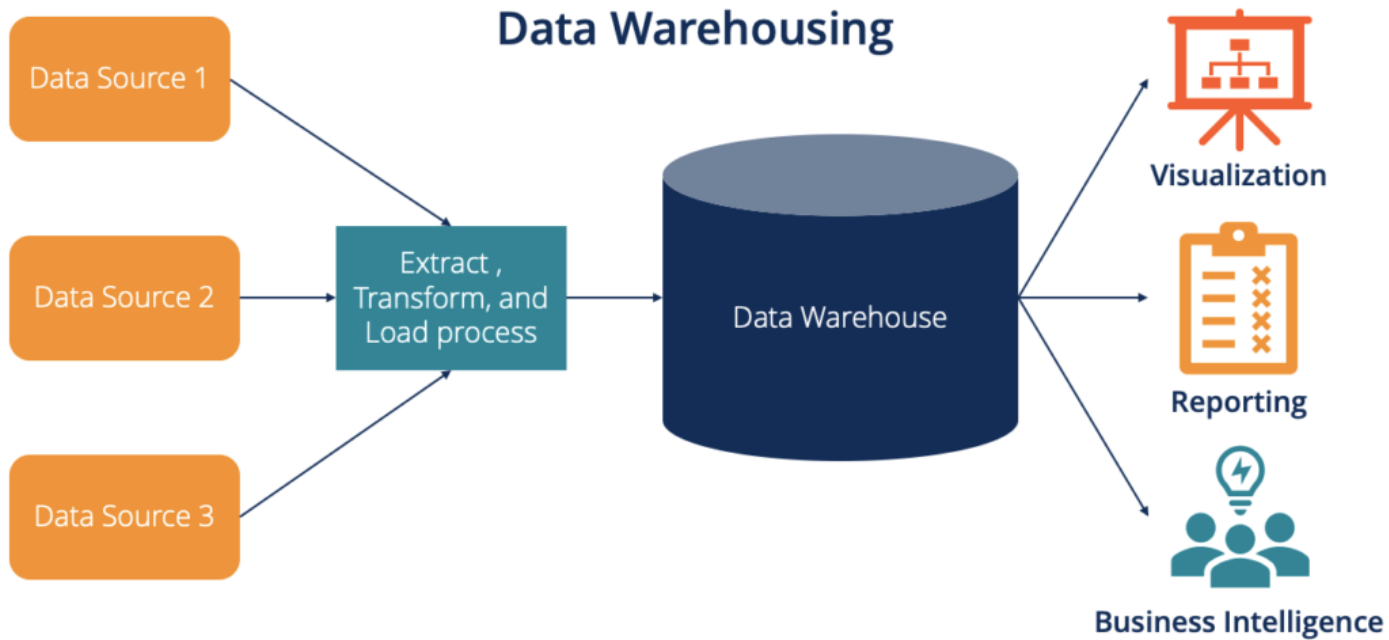 Data Warehousing
Data Source 1
Data Source 2
Data Source 3
Extract ,
Transform, and
Load process
Data Warehouse
Visualization
Reporting
Business Intelligence